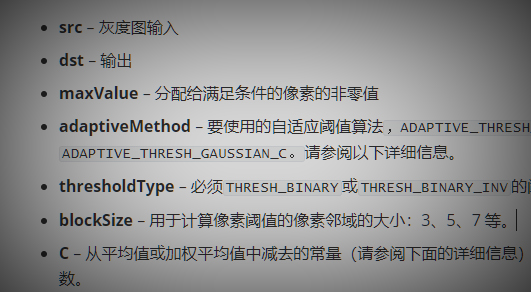 • src – 灰度图输入
• dst – 输出
• maxValue – 分配给满足条件的像素的非零值
• adaptiveMethod – 要使用的自适应阈值算法，ADAPTIVE_THRESH
ADAPTIVE_THRESH_GAUSSIAN_C。请参阅以下详细信息。
• thresholdType – 必须 THRESH_BINARY 或 THRESH_BINARY_INV 的
• blockSize – 用于计算像素阈值的像素邻域的大小：3、5、7 等。
• C – 从平均值或加权平均值中减去的常量（请参阅下面的详细信息）
数。